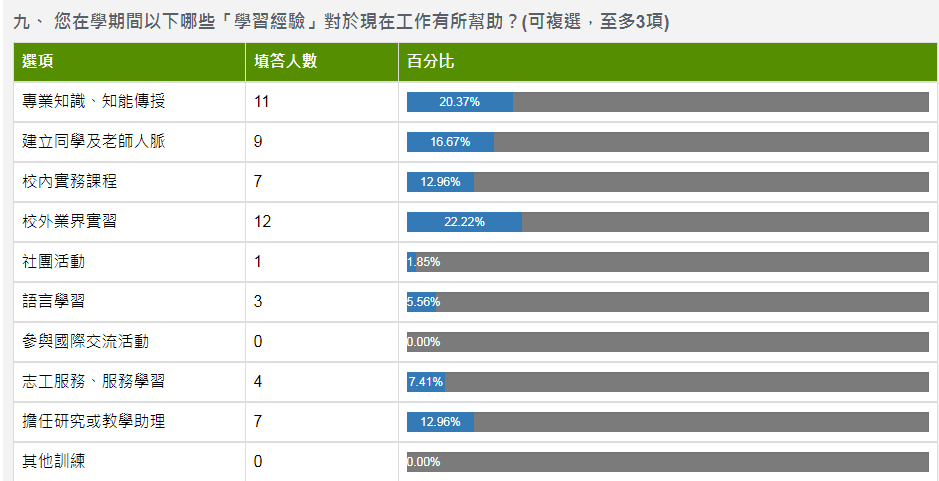 九、 您在學期間以下哪些「學習經驗」對於現在工作有所幫助？(可複選，至多3項)
選項 填答人數 百分比
專業知識、知能傳授 11 20.37%
建立同學及老師人脈 9 16.67%
校內實務課程 7 12.96%
校外業界實習 12 22.22%
社團活動 1 1.85%
語言學習 3 5.56%
參與國際交流活動 0 0.00%
志工服務、服務學習 4 7.41%
擔任研究或教學助理 7 12.96%
其他訓練 0 0.00%